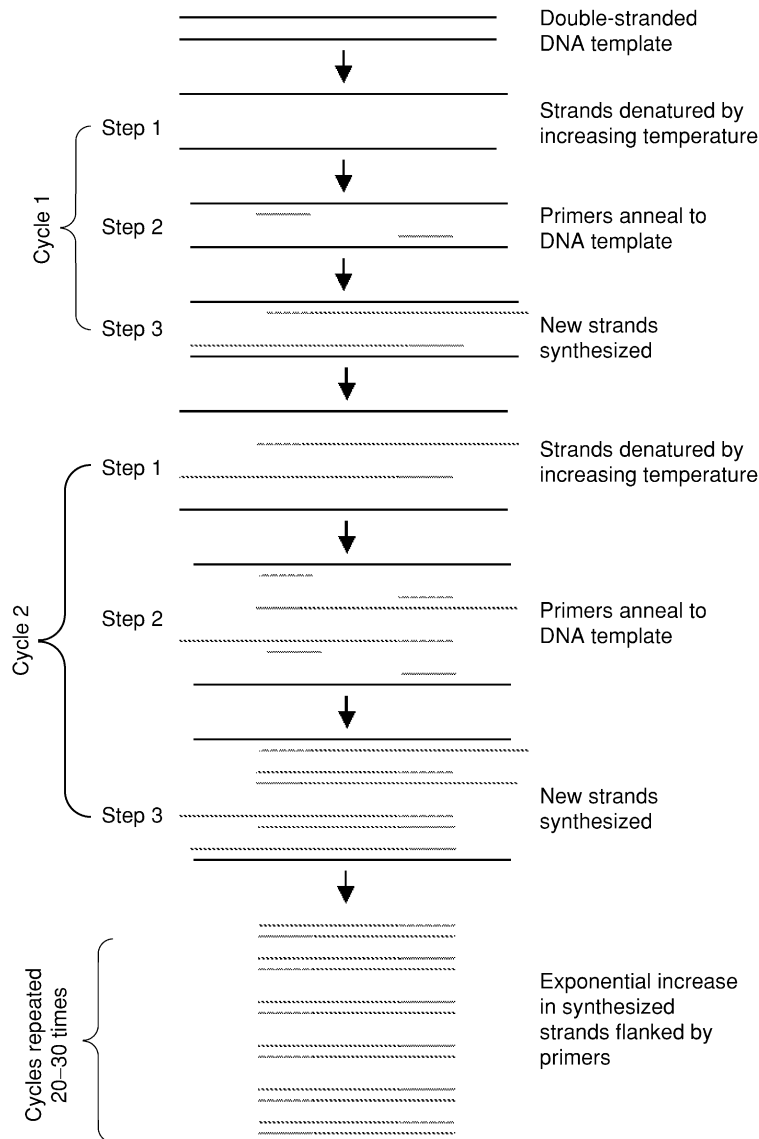 Double-stranded
DNA template
Cycle 1
Step 1
Strands denatured by
increasing temperature
Step 2
Primers anneal to
DNA template
Step 3
New strands
synthesized
Cycle 2
Step 1
Strands denatured by
increasing temperature
Step 2
Primers anneal to
DNA template
Step 3
New strands
synthesized
Cycles repeated
20–30 times
Exponential increase
in synthesized
strands flanked by
primers